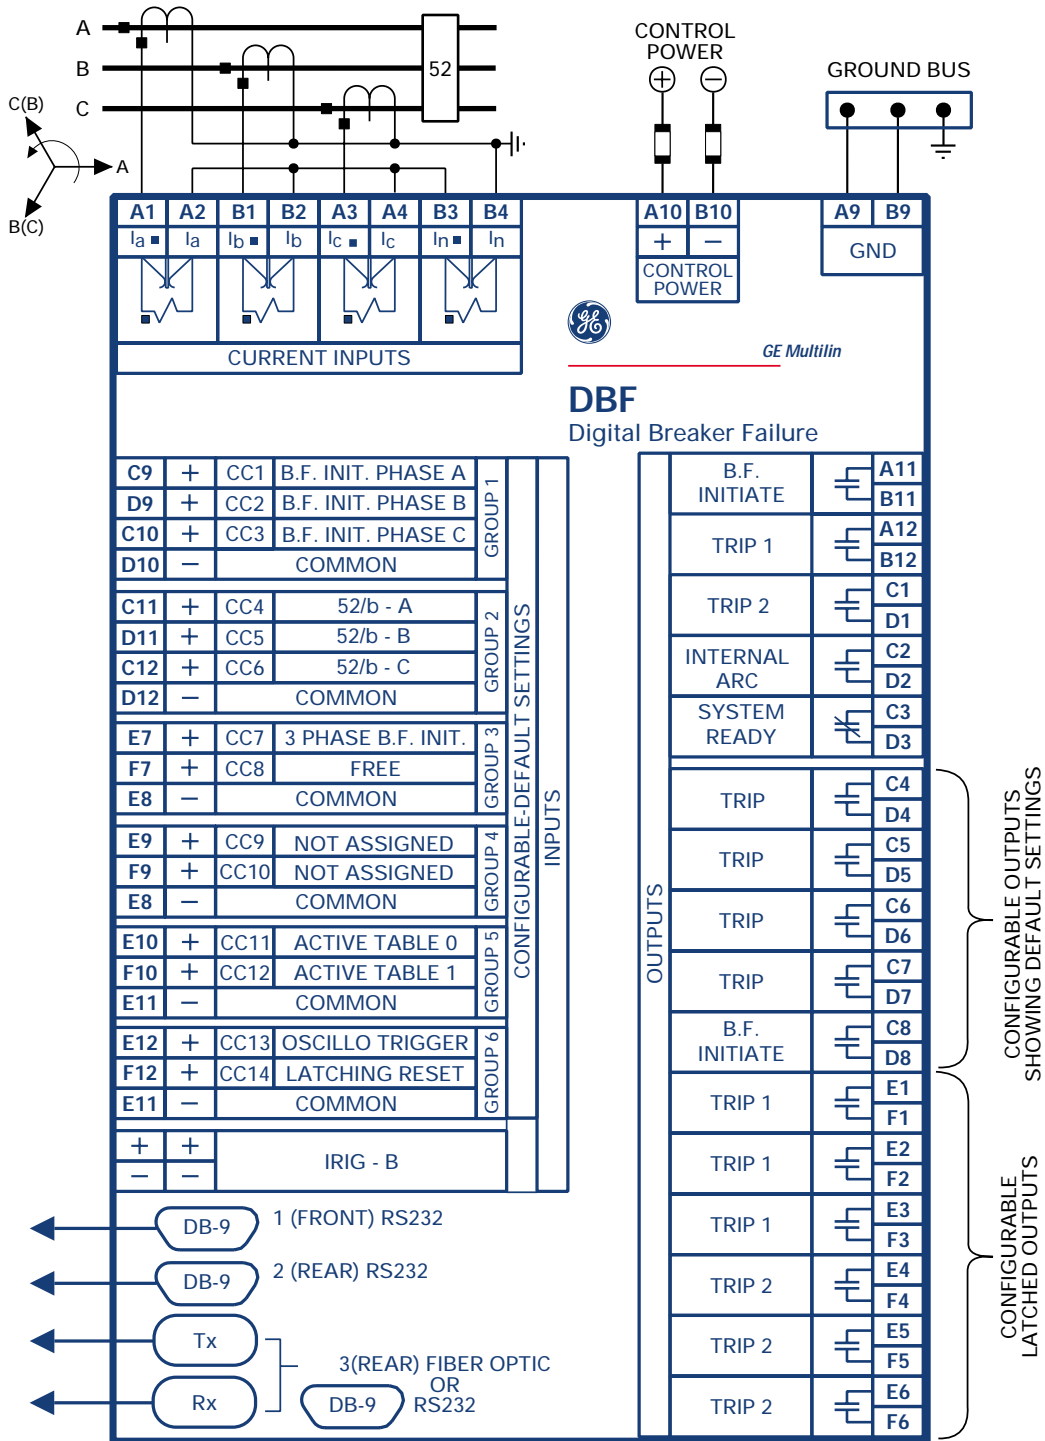 A
B
C
52
C(B)
A
B(C)
CONTROL
POWER
+ −
GROUND BUS
A1 A2 B1 B2 A3 A4 B3 B4
Ia ■ Ia Ib ■ Ib Ic ■ Ic In ■ In
CURRENT INPUTS
A10 B10
+ −
CONTROL
POWER
A9 B9
GND
GE
GE Multilin
DBF
Digital Breaker Failure
C9 + CC1 B.F. INIT. PHASE A
D9 + CC2 B.F. INIT. PHASE B
C10 + CC3 B.F. INIT. PHASE C
D10 − COMMON
GROUP 1
C11 + CC4 52/b - A
D11 + CC5 52/b - B
C12 + CC6 52/b - C
D12 − COMMON
GROUP 2
E7 + CC7 3 PHASE B.F. INIT.
F7 + CC8 FREE
E8 − COMMON
GROUP 3
E9 + CC9 NOT ASSIGNED
F9 + CC10 NOT ASSIGNED
E8 − COMMON
GROUP 4
E10 + CC11 ACTIVE TABLE 0
F10 + CC12 ACTIVE TABLE 1
E11 − COMMON
GROUP 5
E12 + CC13 OSCILLO TRIGGER
F12 + CC14 LATCHING RESET
E11 − COMMON
GROUP 6
+ +
− −
IRIG - B
CONFIGURABLE-DEFAULT SETTINGS
INPUTS
DB-9 1 (FRONT) RS232
DB-9 2 (REAR) RS232
Tx
Rx
3(REAR) FIBER OPTIC
OR
DB-9 RS232
OUTPUTS
B.F.
INITIATE
A11
B11
TRIP 1
A12
B12
TRIP 2
C1
D1
INTERNAL
ARC
C2
D2
SYSTEM
READY
C3
D3
TRIP
C4
D4
TRIP
C5
D5
TRIP
C6
D6
TRIP
C7
D7
B.F.
INITIATE
C8
D8
TRIP 1
E1
F1
TRIP 1
E2
F2
TRIP 1
E3
F3
TRIP 2
E4
F4
TRIP 2
E5
F5
TRIP 2
E6
F6
CONFIGURABLE OUTPUTS
SHOWING DEFAULT SETTINGS
CONFIGURABLE
LATCHED OUTPUTS